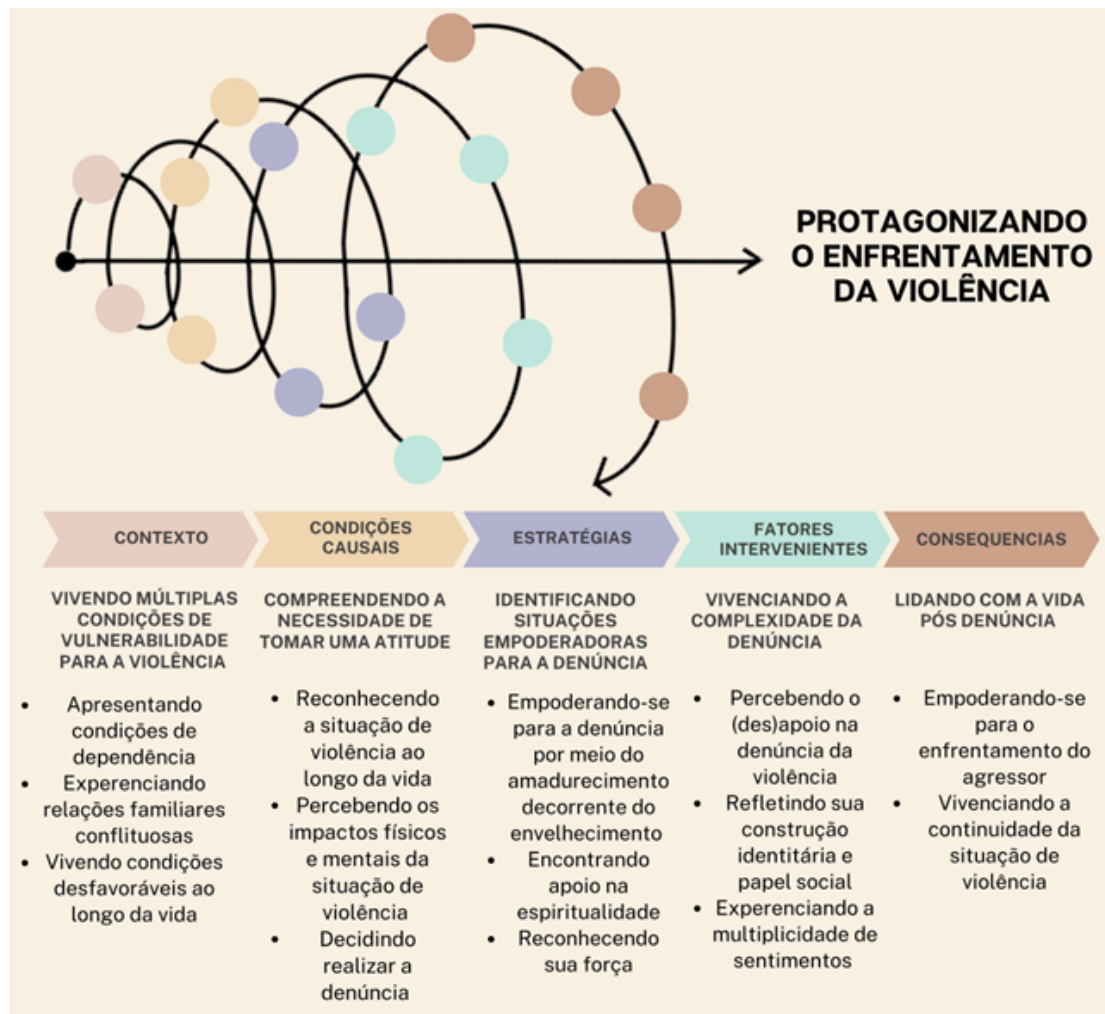 PROTAGONIZANDO
O ENFRENTAMENTO
DA VIOLÊNCIA
CONTEXTO
CONDIÇÕES
CAUSAIS
ESTRATÉGIAS
FATORES
INTERVENIENTES
CONSEQUENCIAS
VIVENDO MÚLTIPLAS
CONDIÇÕES DE
VULNERABILIDADE
PARA A VIOLÊNCIA
• Apresentando
condições de
dependência
• Experenciando
relações familiares
conflituosas
• Vivendo condições
desfavoráveis ao
longo da vida
COMPREENDENDO A
NECESSIDADE DE
TOMAR UMA ATITUDE
• Reconhecendo
a situação de
violência ao
longo da vida
• Percebendo os
impactos físicos
e mentais da
situação de
violência
• Decidindo
realizar a
denúncia
IDENTIFICANDO
SITUAÇÕES
EMPODERADORAS
PARA A DENÚNCIA
• Empoderando-se
para a denúncia
por meio do
amadurecimento
decorrente do
envelhecimento
• Encontrando
apoio na
espiritualidade
• Reconhecendo
sua força
VIVENCIANDO A
COMPLEXIDADE DA
DENÚNCIA
• Percebendo o
(des)apoio na
denúncia da
violência
• Refletindo sua
construção
identitária e
papel social
• Experenciando a
multiplicidade de
sentimentos
LIDANDO COM A VIDA
PÓS DENÚNCIA
• Empoderando-se
para o
enfrentamento do
agressor
• Vivenciando a
continuidade da
situação de
violência